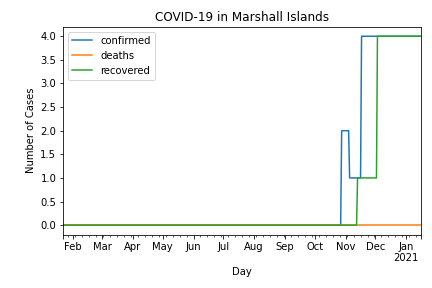 COVID-19 in Marshall Islands
confirmed
deaths
recovered
Number of Cases
4.0
3.5
3.0
2.5
2.0
1.5
1.0
0.5
0.0
Feb Mar Apr May Jun Jul Aug Sep Oct Nov Dec Jan
2021
Day